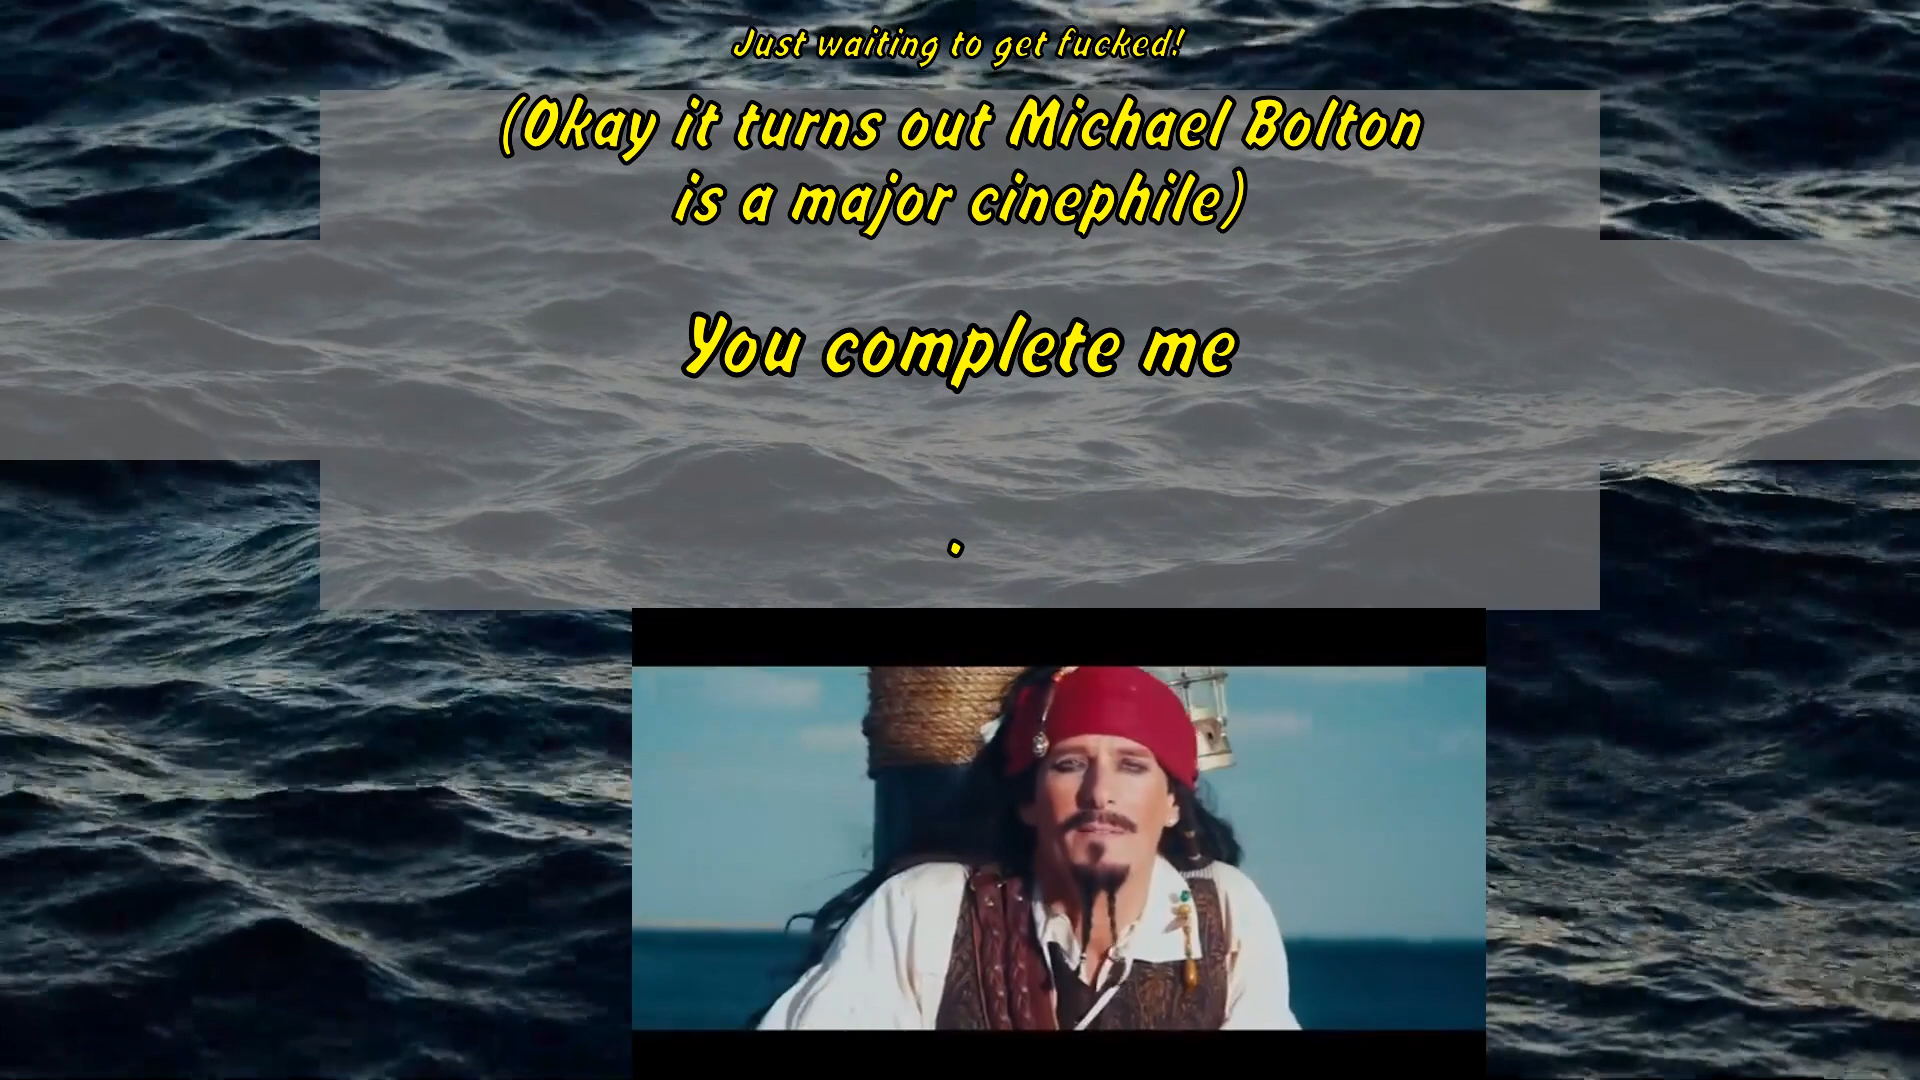 Just waiting to get fucked!
(Okay it turns out Michael Bolton
is a major cinephile)
You complete me
.